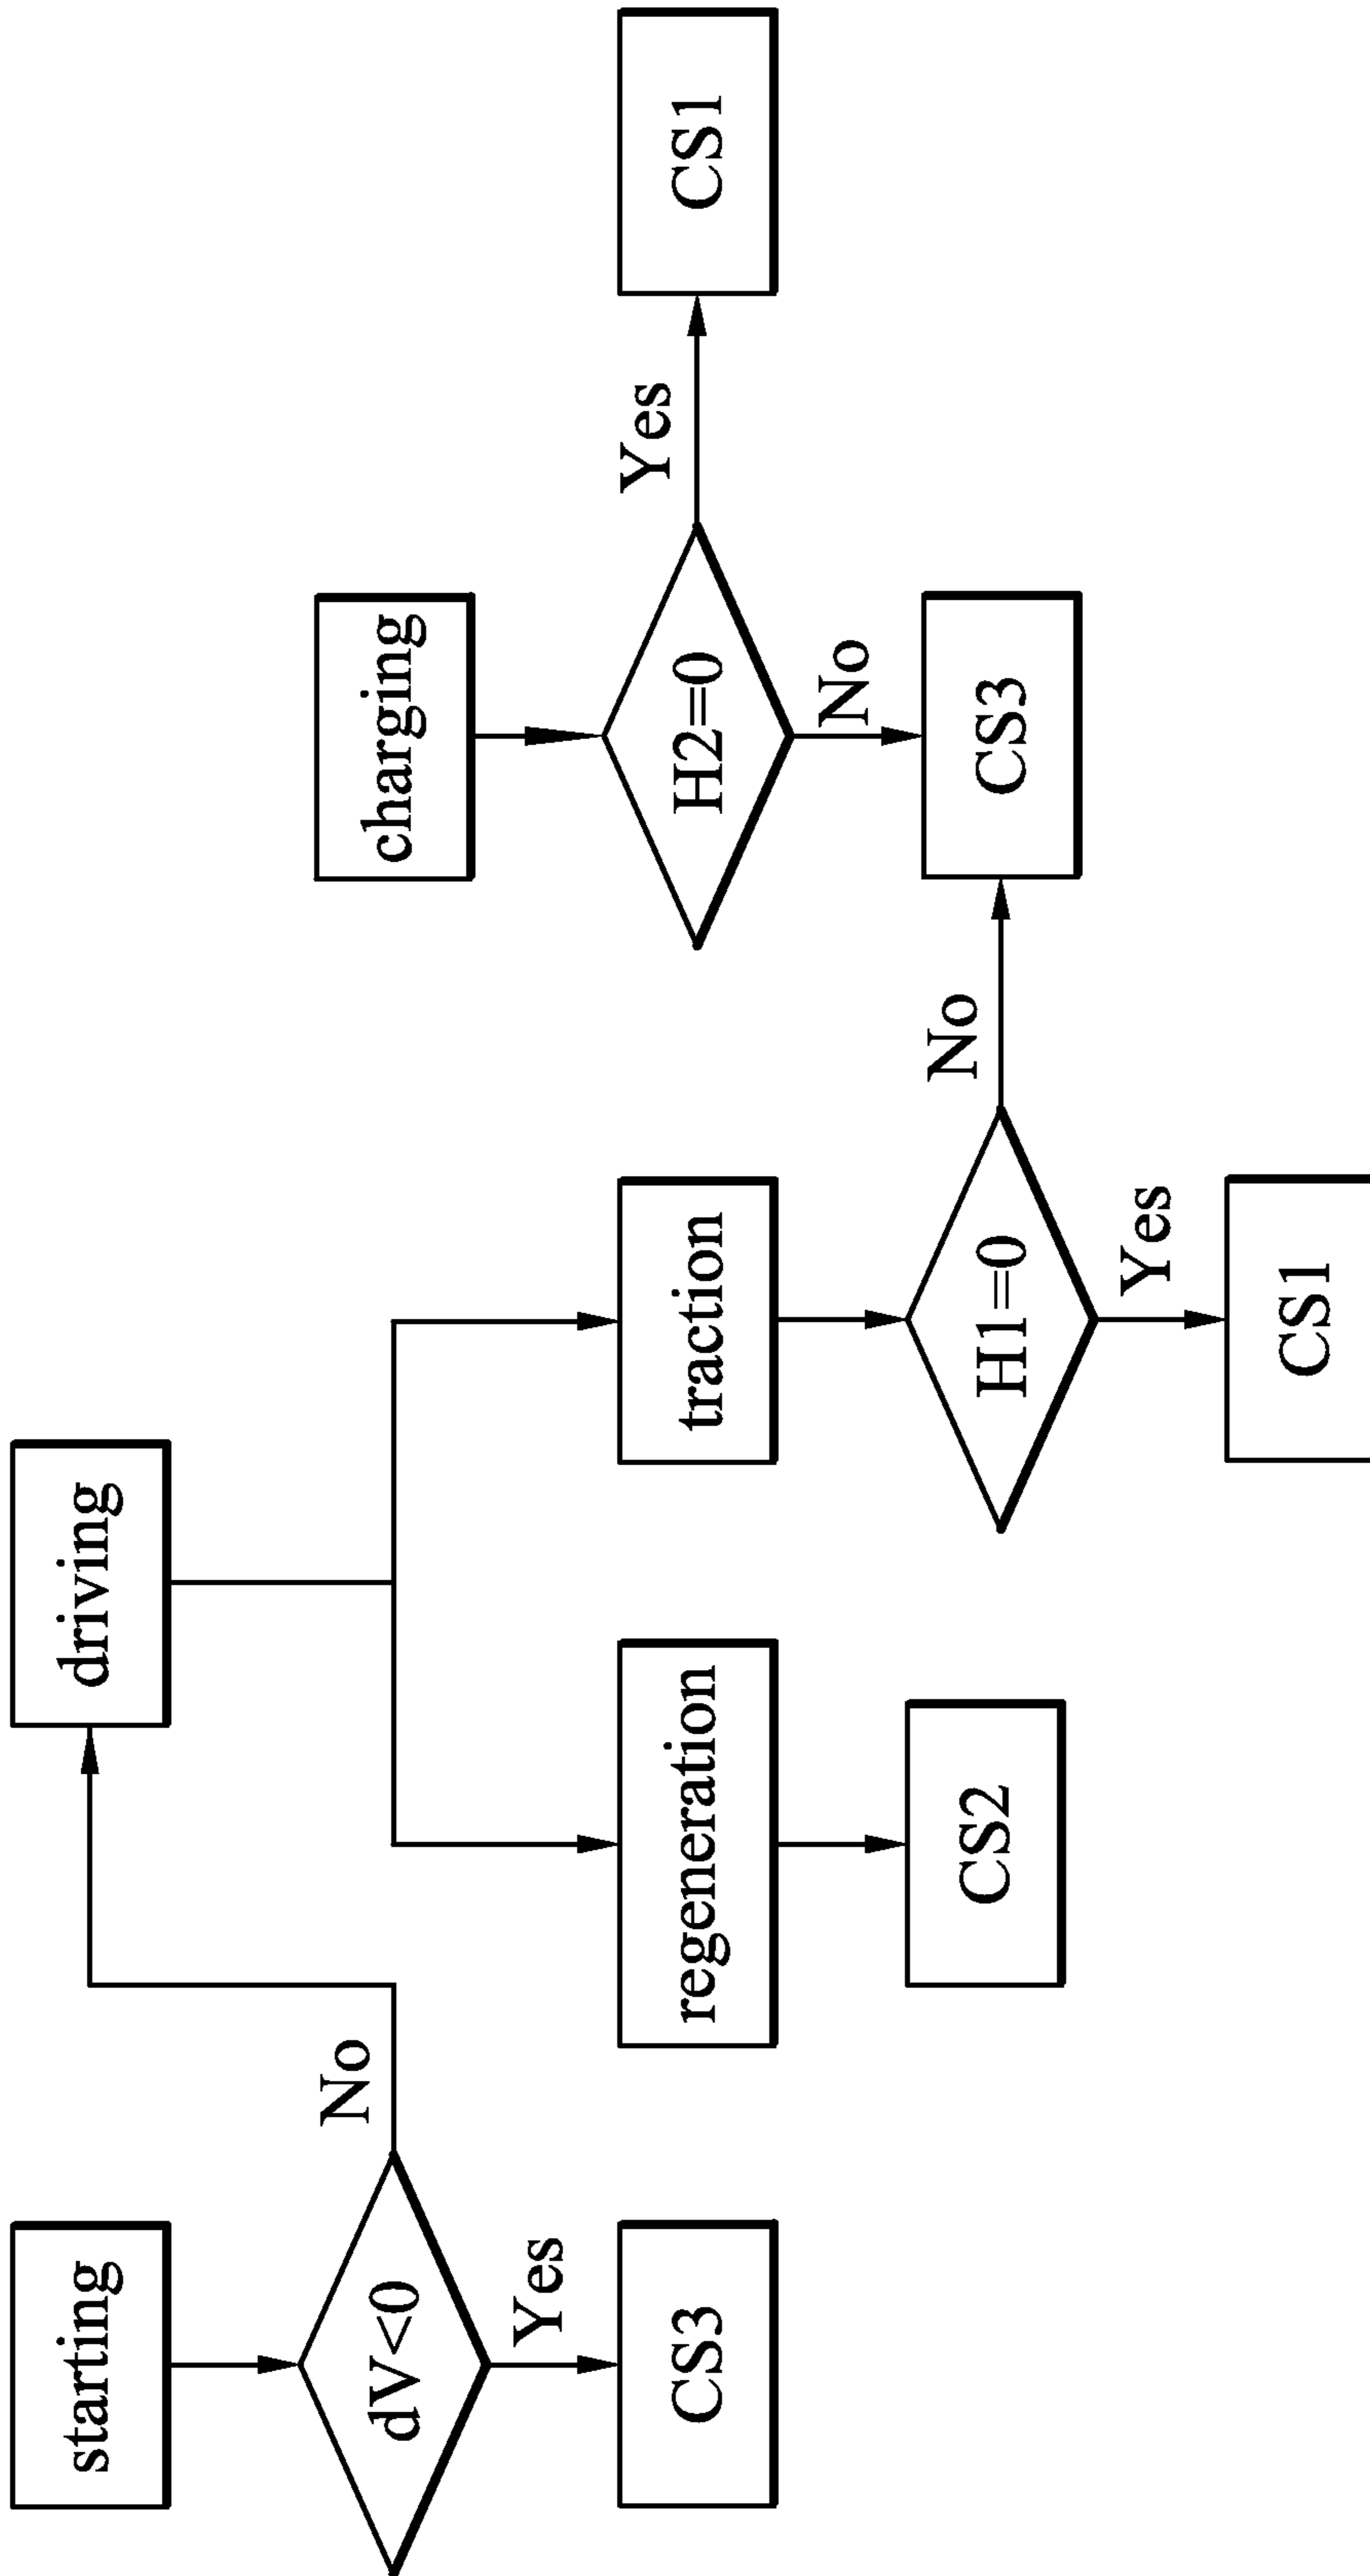 starting
dV<0
No
Yes
CS3
driving
regeneration
CS2
traction
H1=0
No
Yes
CS1
charging
H2=0
Yes
No
CS3
CS1